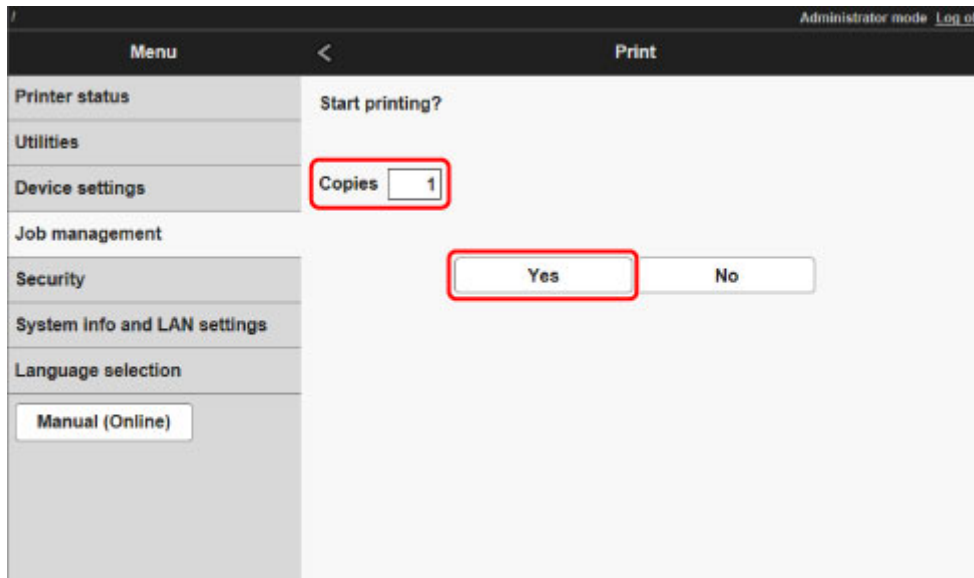 /
Administrator mode Log o
Menu
<
Print
Printer status
Utilities
Device settings
Job management
Security
System info and LAN settings
Language selection
Manual (Online)
Start printing?
Copies 1
Yes
No